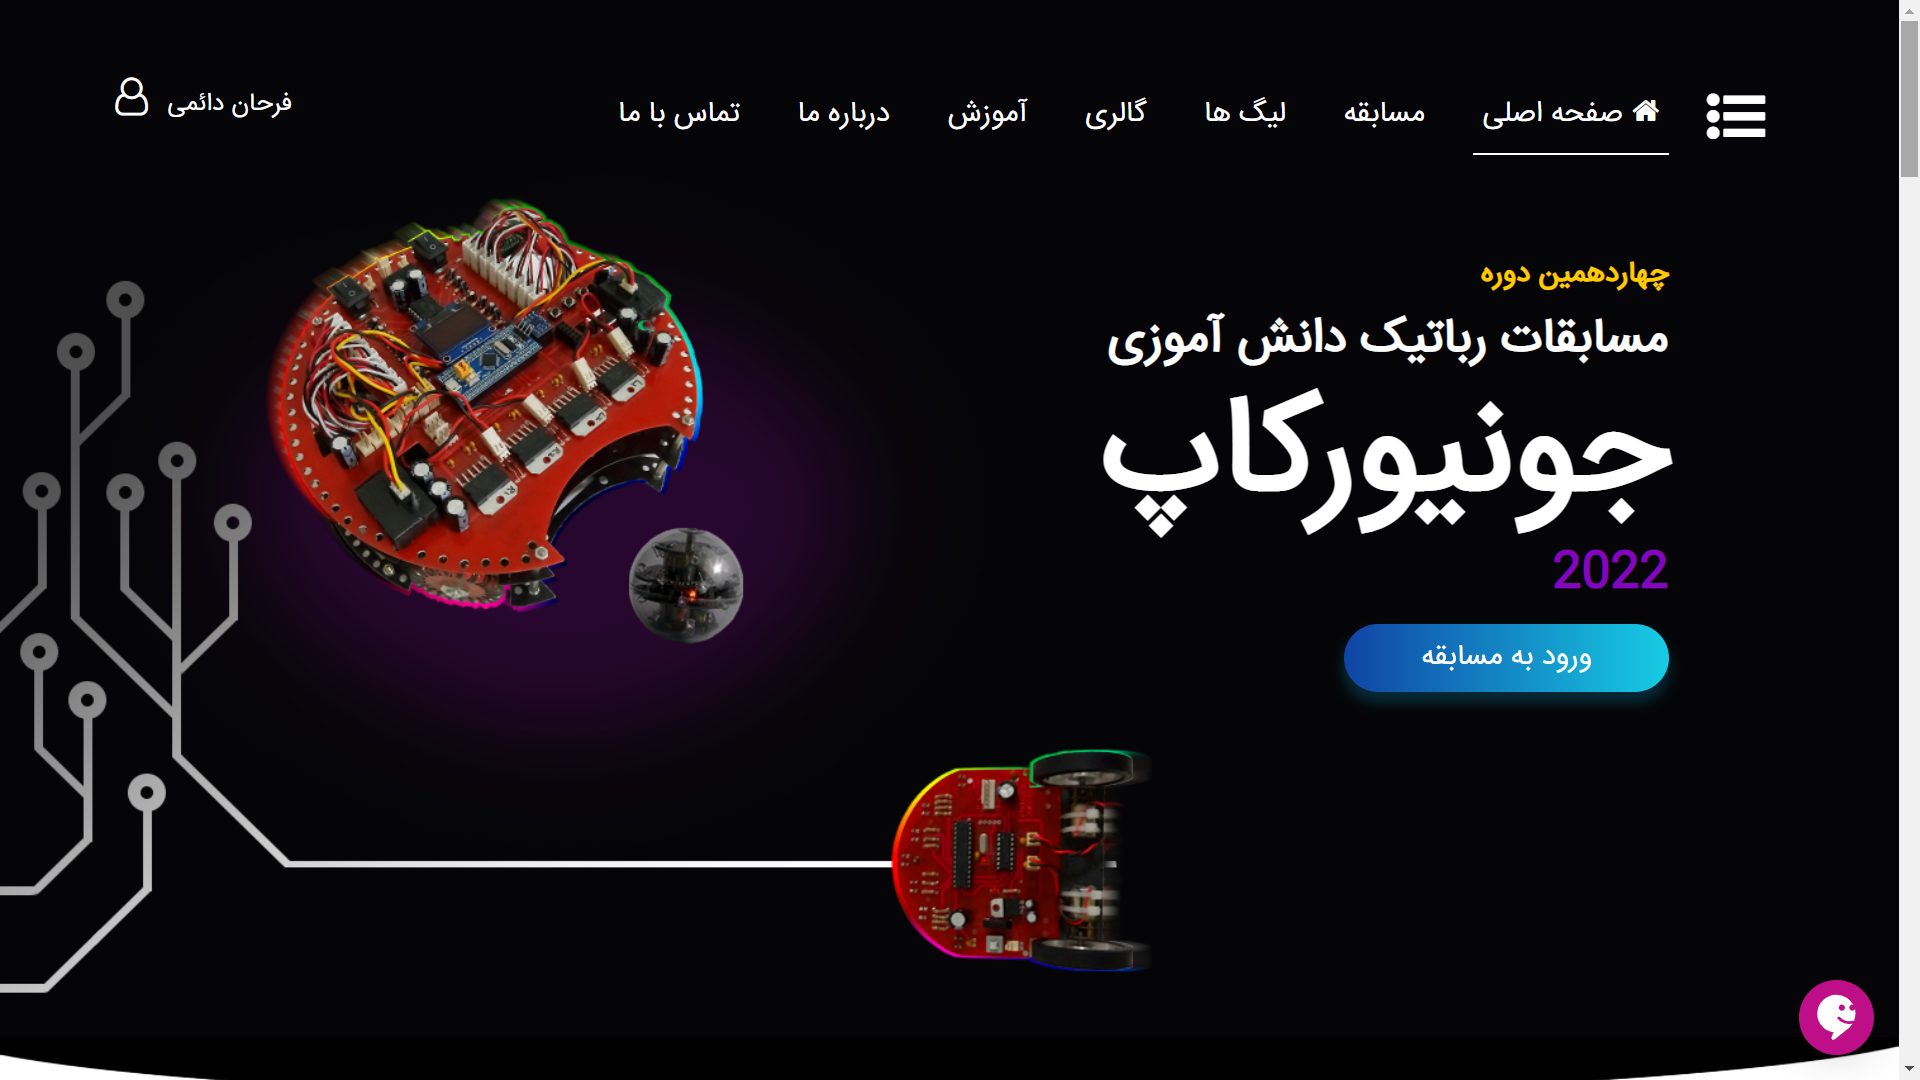 صفحه اصلی
مسابقه
لیگ ها
گالری
آموزش
درباره ما
تماس با ما
فرحان دائمی
چهاردهمین دوره
مسابقات رباتیک دانش آموزی
جونیورکاپ
2022
ورود به مسابقه